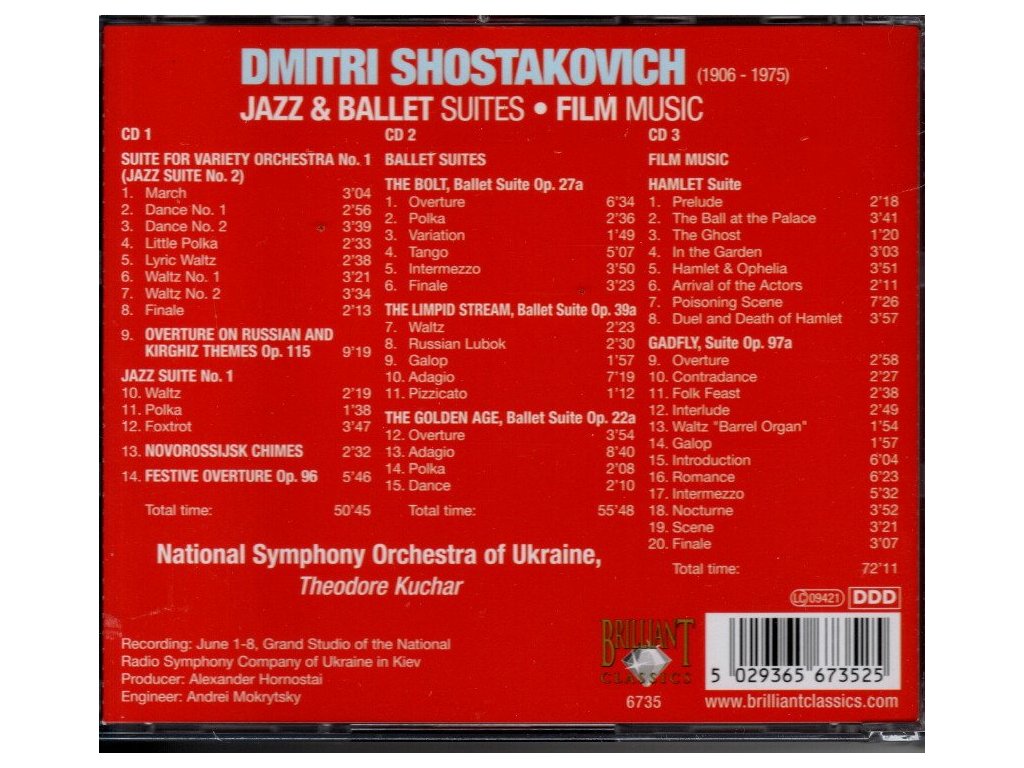 DMITRI SHOSTAKOVICH (1906 - 1975)
JAZZ & BALLET SUITES • FILM MUSIC
CD 1
SUITE FOR VARIETY ORCHESTRA No. 1
(JAZZ SUITE No. 2)
1. March 3'04
2. Dance No. 1 2'56
3. Dance No. 2 3'39
4. Little Polka 2'33
5. Lyric Waltz 2'38
6. Waltz No. 1 3'21
7. Waltz No. 2 3'34
8. Finale 2'13
9. OVERTURE ON RUSSIAN AND
KIRGHIZ THEMES Op. 115 9'19
JAZZ SUITE No. 1
10. Waltz 2'19
11. Polka 1'38
12. Foxtrot 3'47
13. NOVOROSSIJSK CHIMES 2'32
14. FESTIVE OVERTURE Op. 96 5'46
Total time: 50'45
CD 2
BALLET SUITES
THE BOLT, Ballet Suite Op. 27a
1. Overture 6'34
2. Polka 2'36
3. Variation 1'49
4. Tango 5'07
5. Intermezzo 3'50
6. Finale 3'23
THE LIMPID STREAM, Ballet Suite Op. 39a
7. Waltz 2'23
8. Russian Lubok 2'30
9. Galop 1'57
10. Adagio 7'19
11. Pizzicato 1'12
THE GOLDEN AGE, Ballet Suite Op. 22a
12. Overture 3'54
13. Adagio 8'40
14. Polka 2'08
15. Dance 2'10
Total time: 55'48
CD 3
FILM MUSIC
HAMLET Suite
1. Prelude 2'18
2. The Ball at the Palace 3'41
3. The Ghost 1'20
4. In the Garden 3'03
5. Hamlet & Ophelia 3'51
6. Arrival of the Actors 2'11
7. Poisoning Scene 7'26
8. Duel and Death of Hamlet 3'57
GADFLY, Suite Op. 97a
9. Overture 2'58
10. Contradance 2'27
11. Folk Feast 2'38
12. Interlude 2'49
13. Waltz "Barrel Organ" 1'54
14. Galop 1'57
15. Introduction 6'04
16. Romance 6'23
17. Intermezzo 5'32
18. Nocturne 3'52
19. Scene 3'21
20. Finale 3'07
Total time: 72'11
National Symphony Orchestra of Ukraine,
Theodore Kuchar
Recording: June 1-8, Grand Studio of the National
Radio Symphony Company of Ukraine in Kiev
Producer: Alexander Hornostai
Engineer: Andrei Mokrytsky
BRILLIANT
CLASSICS
6735
LC 09421
DDD
5 029365 673525
www.brilliantclassics.com